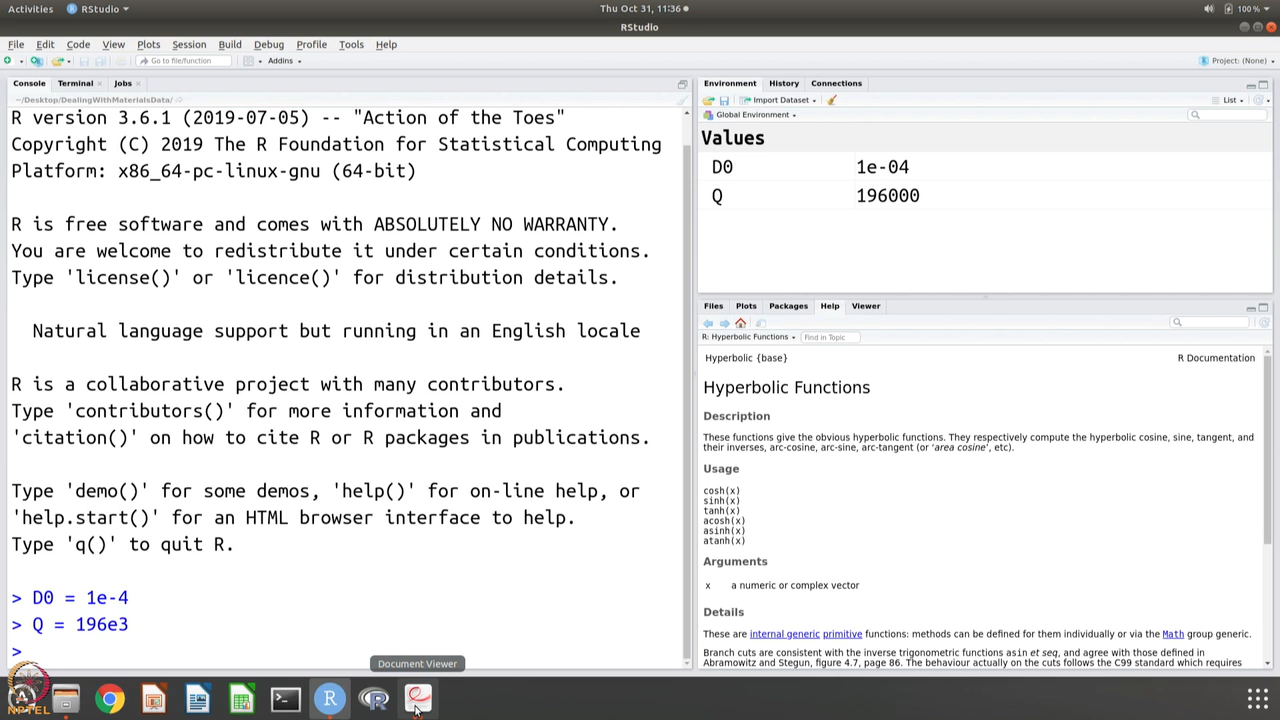 Activities RStudio Thu Oct 31, 11:36 100 %
RStudio
File Edit Code View Plots Session Build Debug Profile Tools Help
Go to file/function Addins Project: (None)
Console Terminal Jobs
~/Desktop/DealingWithMaterialsData/
R version 3.6.1 (2019-07-05) -- "Action of the Toes"
Copyright (C) 2019 The R Foundation for Statistical Computing
Platform: x86_64-pc-linux-gnu (64-bit)
R is free software and comes with ABSOLUTELY NO WARRANTY.
You are welcome to redistribute it under certain conditions.
Type 'license()' or 'licence()' for distribution details.
Natural language support but running in an English locale
R is a collaborative project with many contributors.
Type 'contributors()' for more information and
'citation()' on how to cite R or R packages in publications.
Type 'demo()' for some demos, 'help()' for on-line help, or
'help.start()' for an HTML browser interface to help.
Type 'q()' to quit R.
> D0 = 1e-4
> Q = 196e3
>
Environment History Connections
Import Dataset List
Global Environment
Values
D0 1e-04
Q 196000
Files Plots Packages Help Viewer
R: Hyperbolic Functions Find in Topic
Hyperbolic {base} R Documentation
Hyperbolic Functions
Description
These functions give the obvious hyperbolic functions. They respectively compute the hyperbolic cosine, sine, tangent, and
their inverses, arc-cosine, arc-sine, arc-tangent (or 'area cosine', etc).
Usage
cosh(x)
sinh(x)
tanh(x)
acosh(x)
asinh(x)
atanh(x)
Arguments
x a numeric or complex vector
Details
These are internal generic primitive functions: methods can be defined for them individually or via the Math group generic.
Branch cuts are consistent with the inverse trigonometric functions asin et seq, and agree with those defined in
Abramowitz and Stegun, figure 4.7, page 86. The behaviour actually on the cuts follows the C99 standard which requires
Document Viewer
NPTEL